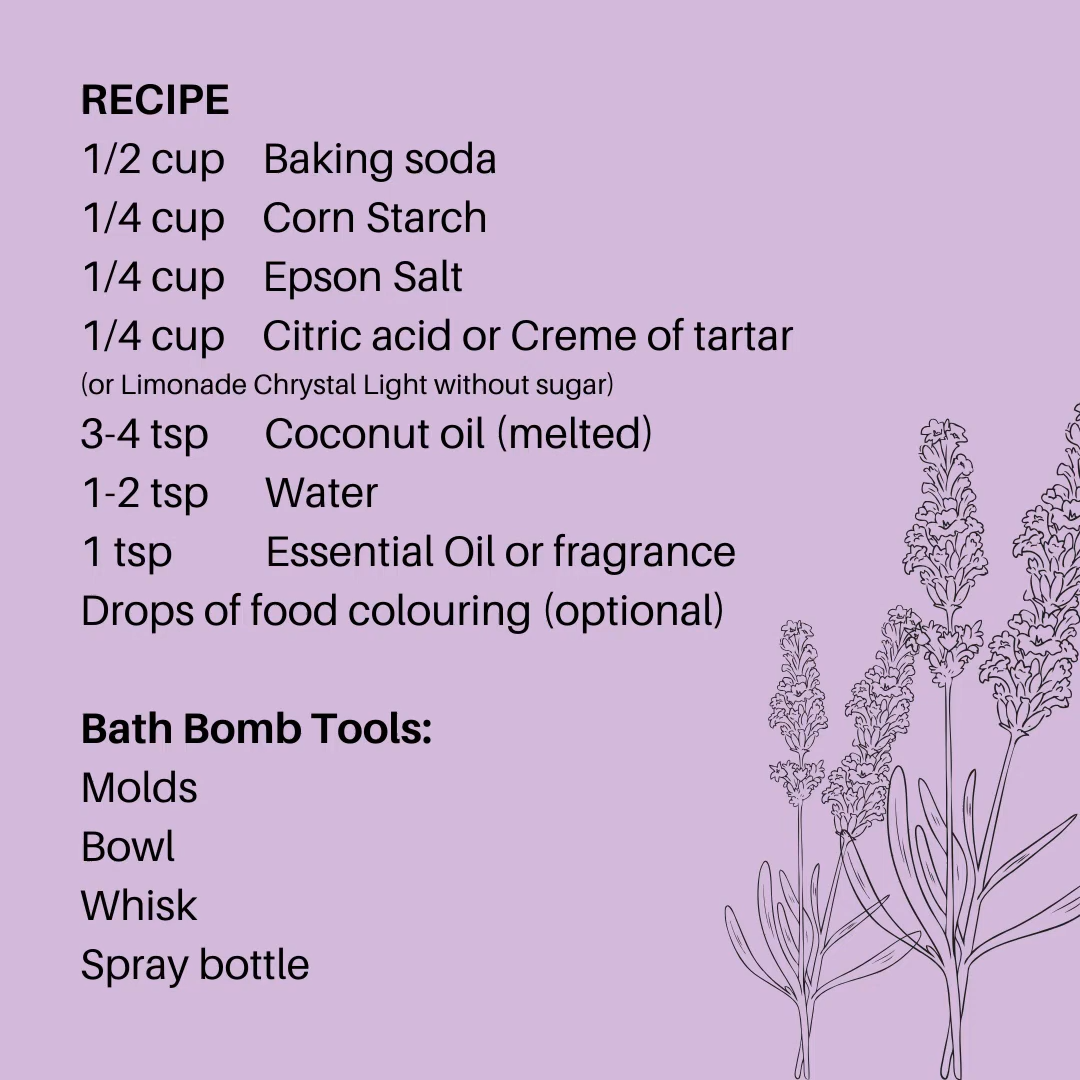 RECIPE
1/2 cup Baking soda
1/4 cup Corn Starch
1/4 cup Epson Salt
1/4 cup Citric acid or Creme of tartar
(or Limonade Chrystal Light without sugar)
3-4 tsp Coconut oil (melted)
1-2 tsp Water
1 tsp Essential Oil or fragrance
Drops of food colouring (optional)
Bath Bomb Tools:
Molds
Bowl
Whisk
Spray bottle